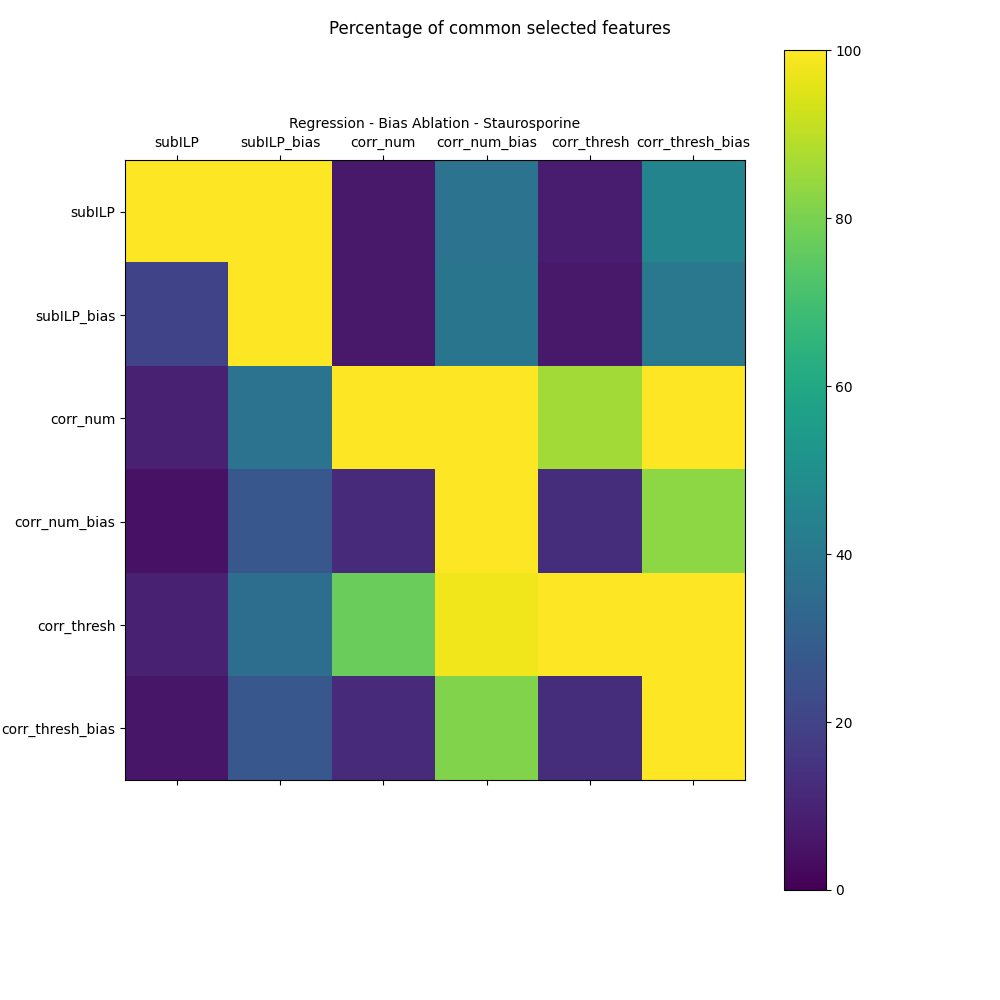 Percentage of common selected features
Regression - Bias Ablation - Staurosporine
subILP subILP_bias corr_num corr_num_bias corr_thresh corr_thresh_bias
subILP
subILP_bias
corr_num
corr_num_bias
corr_thresh
corr_thresh_bias
100
80
60
40
20
0